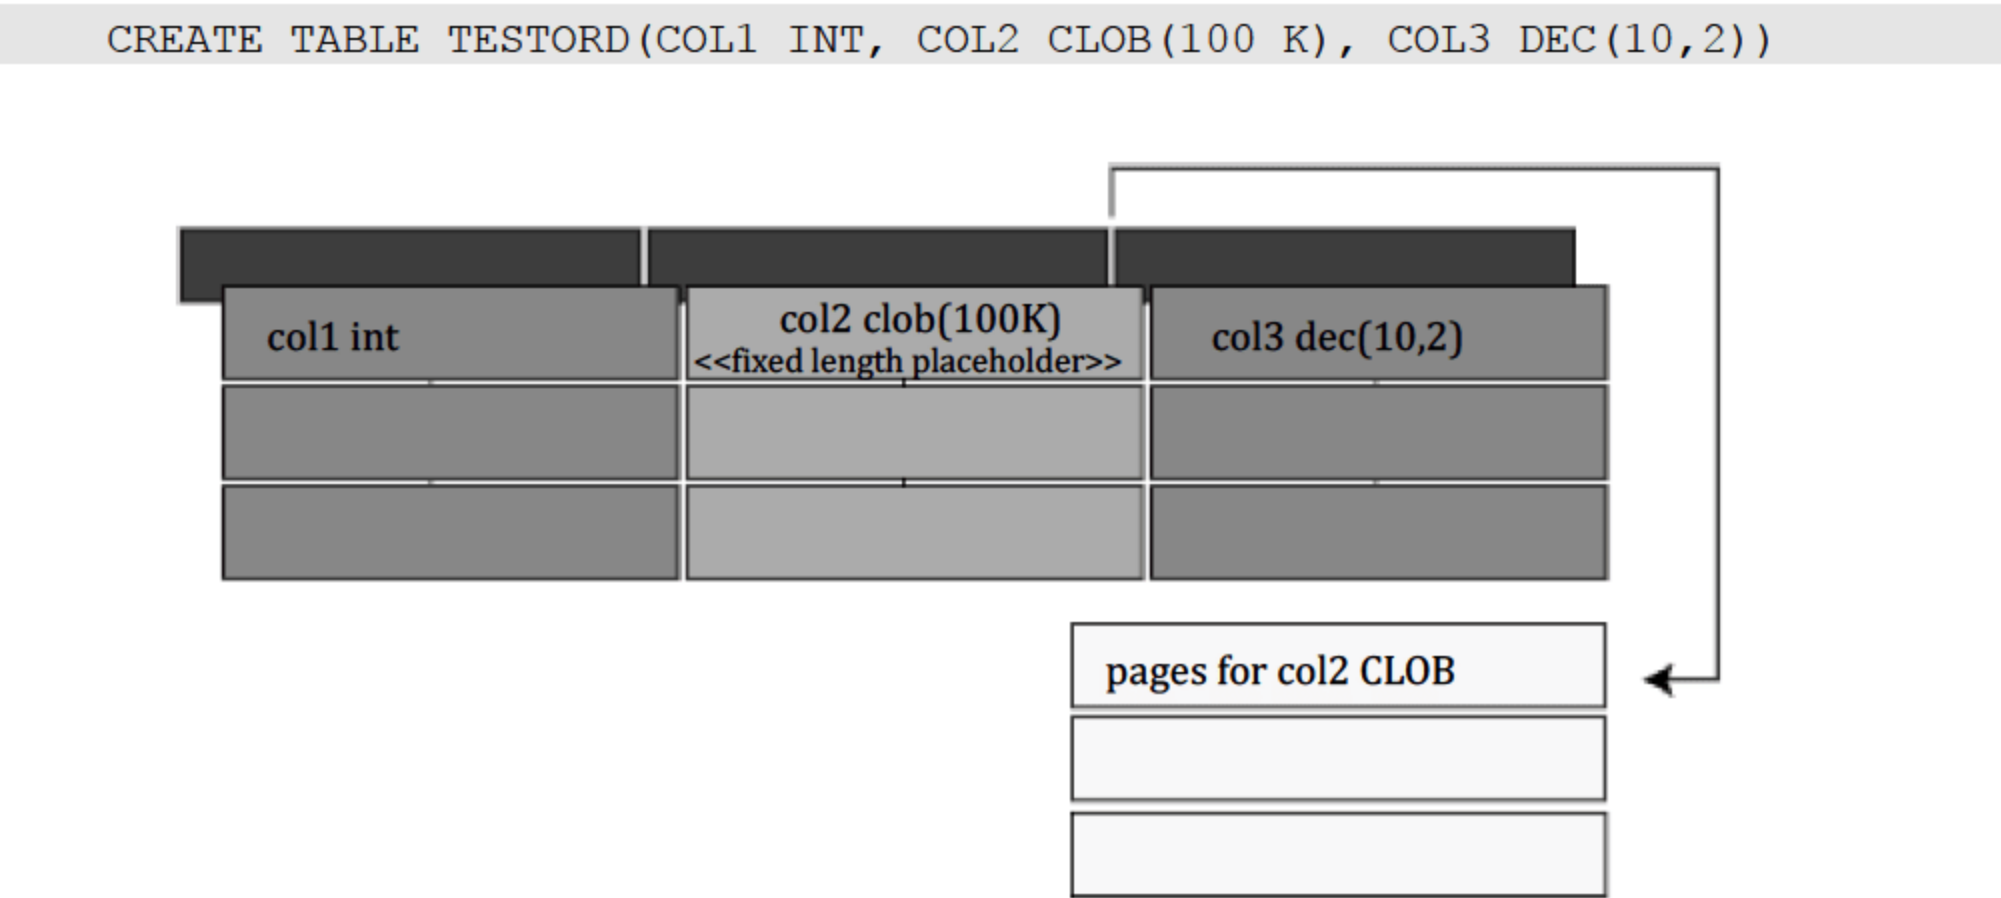 CREATE TABLE TESTORD(COL1 INT, COL2 CLOB(100 K), COL3 DEC(10,2))
col1 int
col2 clob(100K)
<<fixed length placeholder>>
col3 dec(10,2)
pages for col2 CLOB